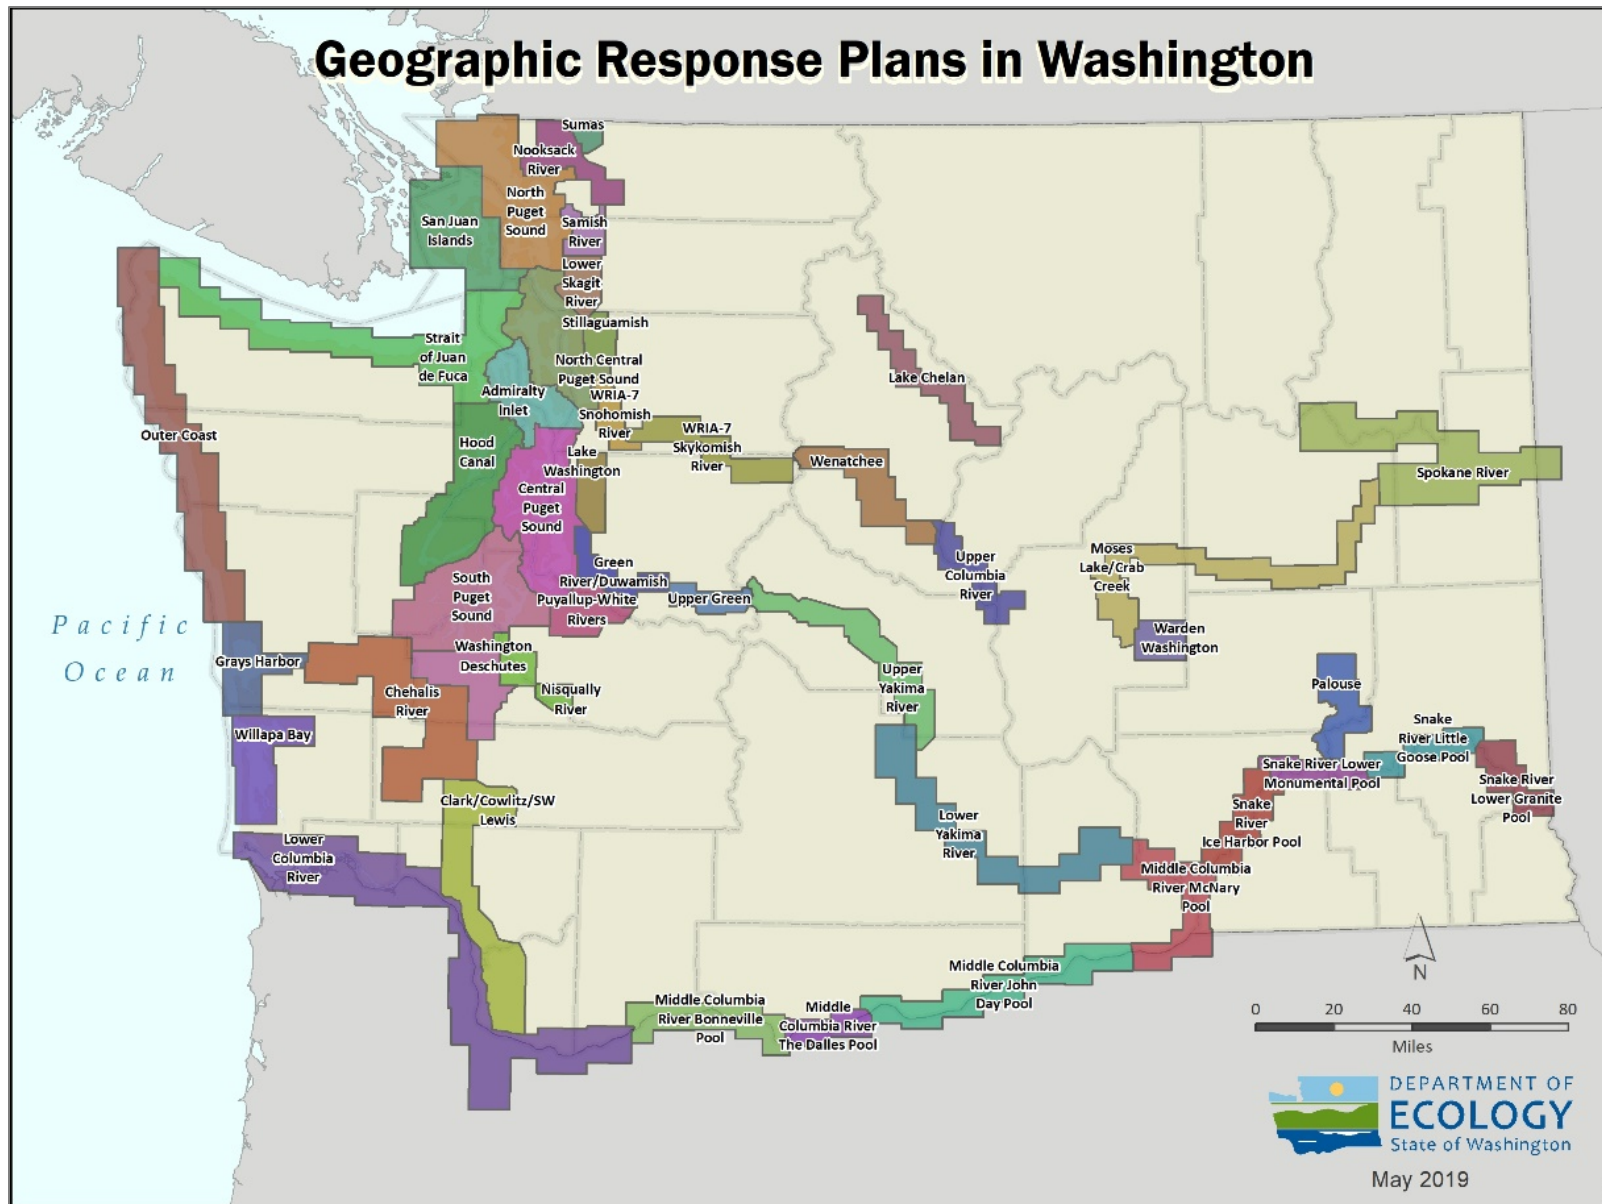 Geographic Response Plans in Washington
Sumas
Nooksack
River
North
Puget
Sound
San Juan
Islands
Samish
River
Lower
Skagit
River
Stillaguamish
Strait
of Juan
de Fuca
North Central
Puget Sound
Admiralty
Inlet
WRIA-7
Snohomish
River
Lake Chelan
Outer Coast
Hood
Canal
Lake
Washington
WRIA-7
Skykomish
River
Wenatchee
Spokane River
Central
Puget
Sound
Moses
Lake/Crab
Creek
Upper
Columbia
River
Green
River/Duwamish
South
Puget
Sound
Puyallup-White
Rivers
Upper Green
Pacific
Ocean
Warden
Washington
Washington
Deschutes
Grays Harbor
Chehalis
River
Nisqually
River
Upper
Yakima
River
Palouse
Willapa Bay
Snake
River Little
Goose Pool
Snake River Lower
Monumental Pool
Snake River
Lower Granite
Pool
Clark/Cowlitz/SW
Lewis
Snake
River
Ice Harbor Pool
Lower
Yakima
River
Lower
Columbia
River
Middle Columbia
River McNary
Pool
Middle Columbia
River John
Day Pool
Middle Columbia
River Bonneville
Pool
Middle
Columbia River
The Dalles Pool
N
0 20 40 60 80
Miles
DEPARTMENT OF
ECOLOGY
State of Washington
May 2019